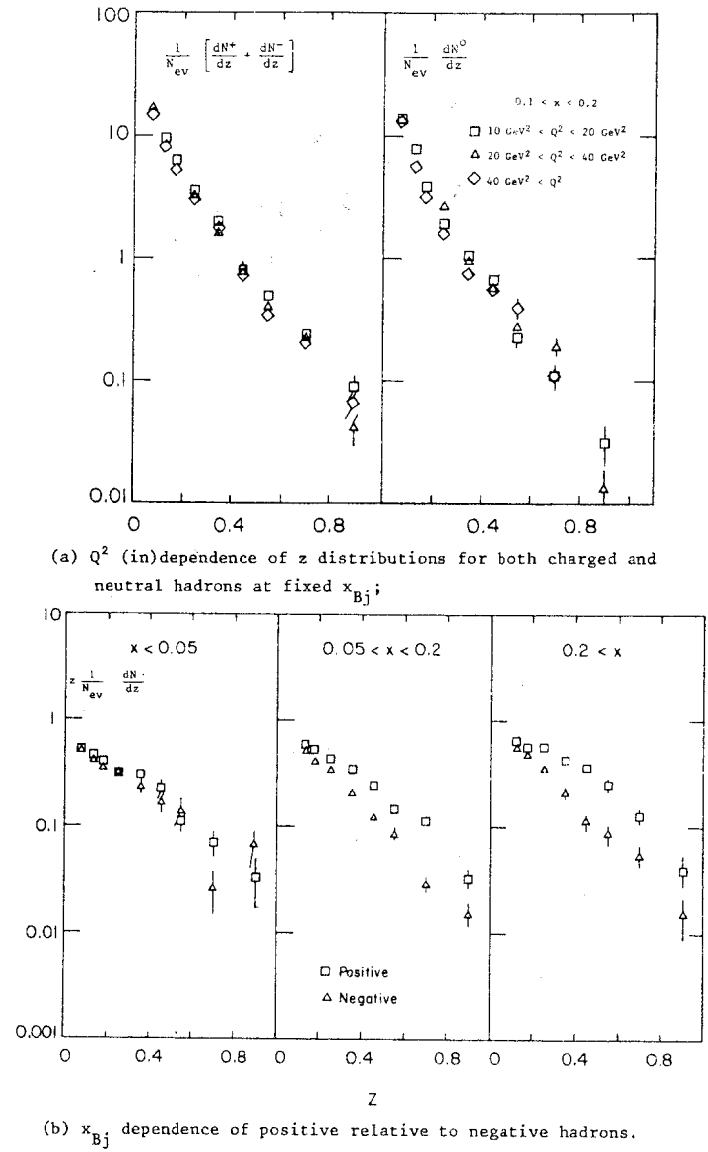 100
10
1
0.1
0.01
1/N_ev [dN⁺/dz + dN⁻/dz]
1/N_ev dN⁰/dz
0.1 < x < 0.2
□ 10 GeV² < Q² < 20 GeV²
△ 20 GeV² < Q² < 40 GeV²
◇ 40 GeV² < Q²
0 0.4 0.8 0.4 0.8
(a) Q² (in)dependence of z distributions for both charged and
neutral hadrons at fixed x_Bj;
10
1
0.1
0.01
0.001
z 1/N_ev dN/dz
x < 0.05
0.05 < x < 0.2
0.2 < x
□ Positive
△ Negative
0 0.4 0.8 0 0.4 0.8 0 0.4 0.8
Z
(b) x_Bj dependence of positive relative to negative hadrons.